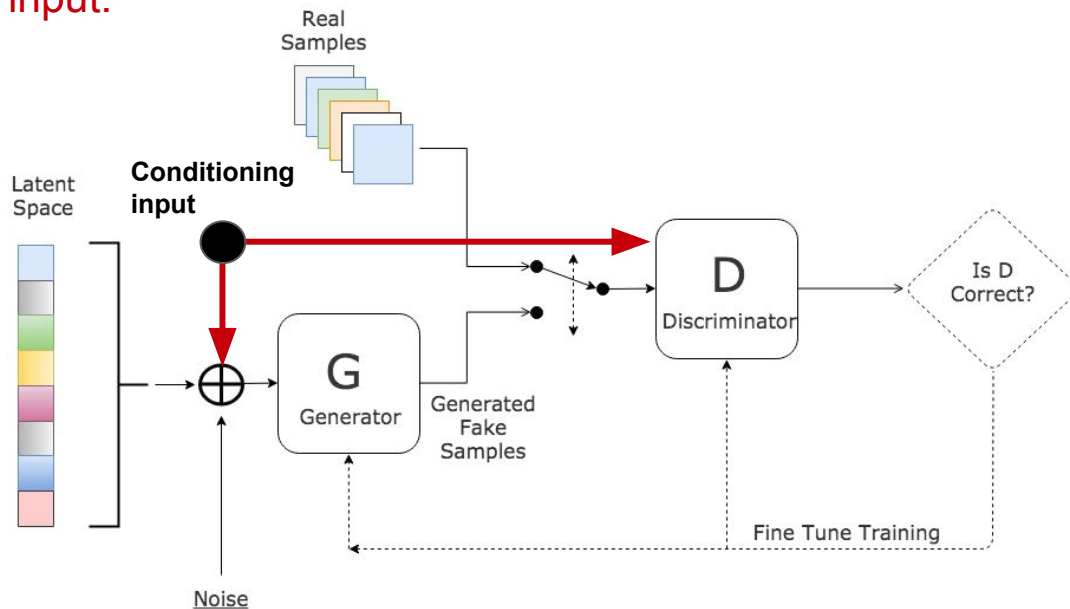 input.
Real
Samples
Conditioning
input
Latent
Space
D
Discriminator
Is D
Correct?
G
Generator
Generated
Fake
Samples
Fine Tune Training
Noise